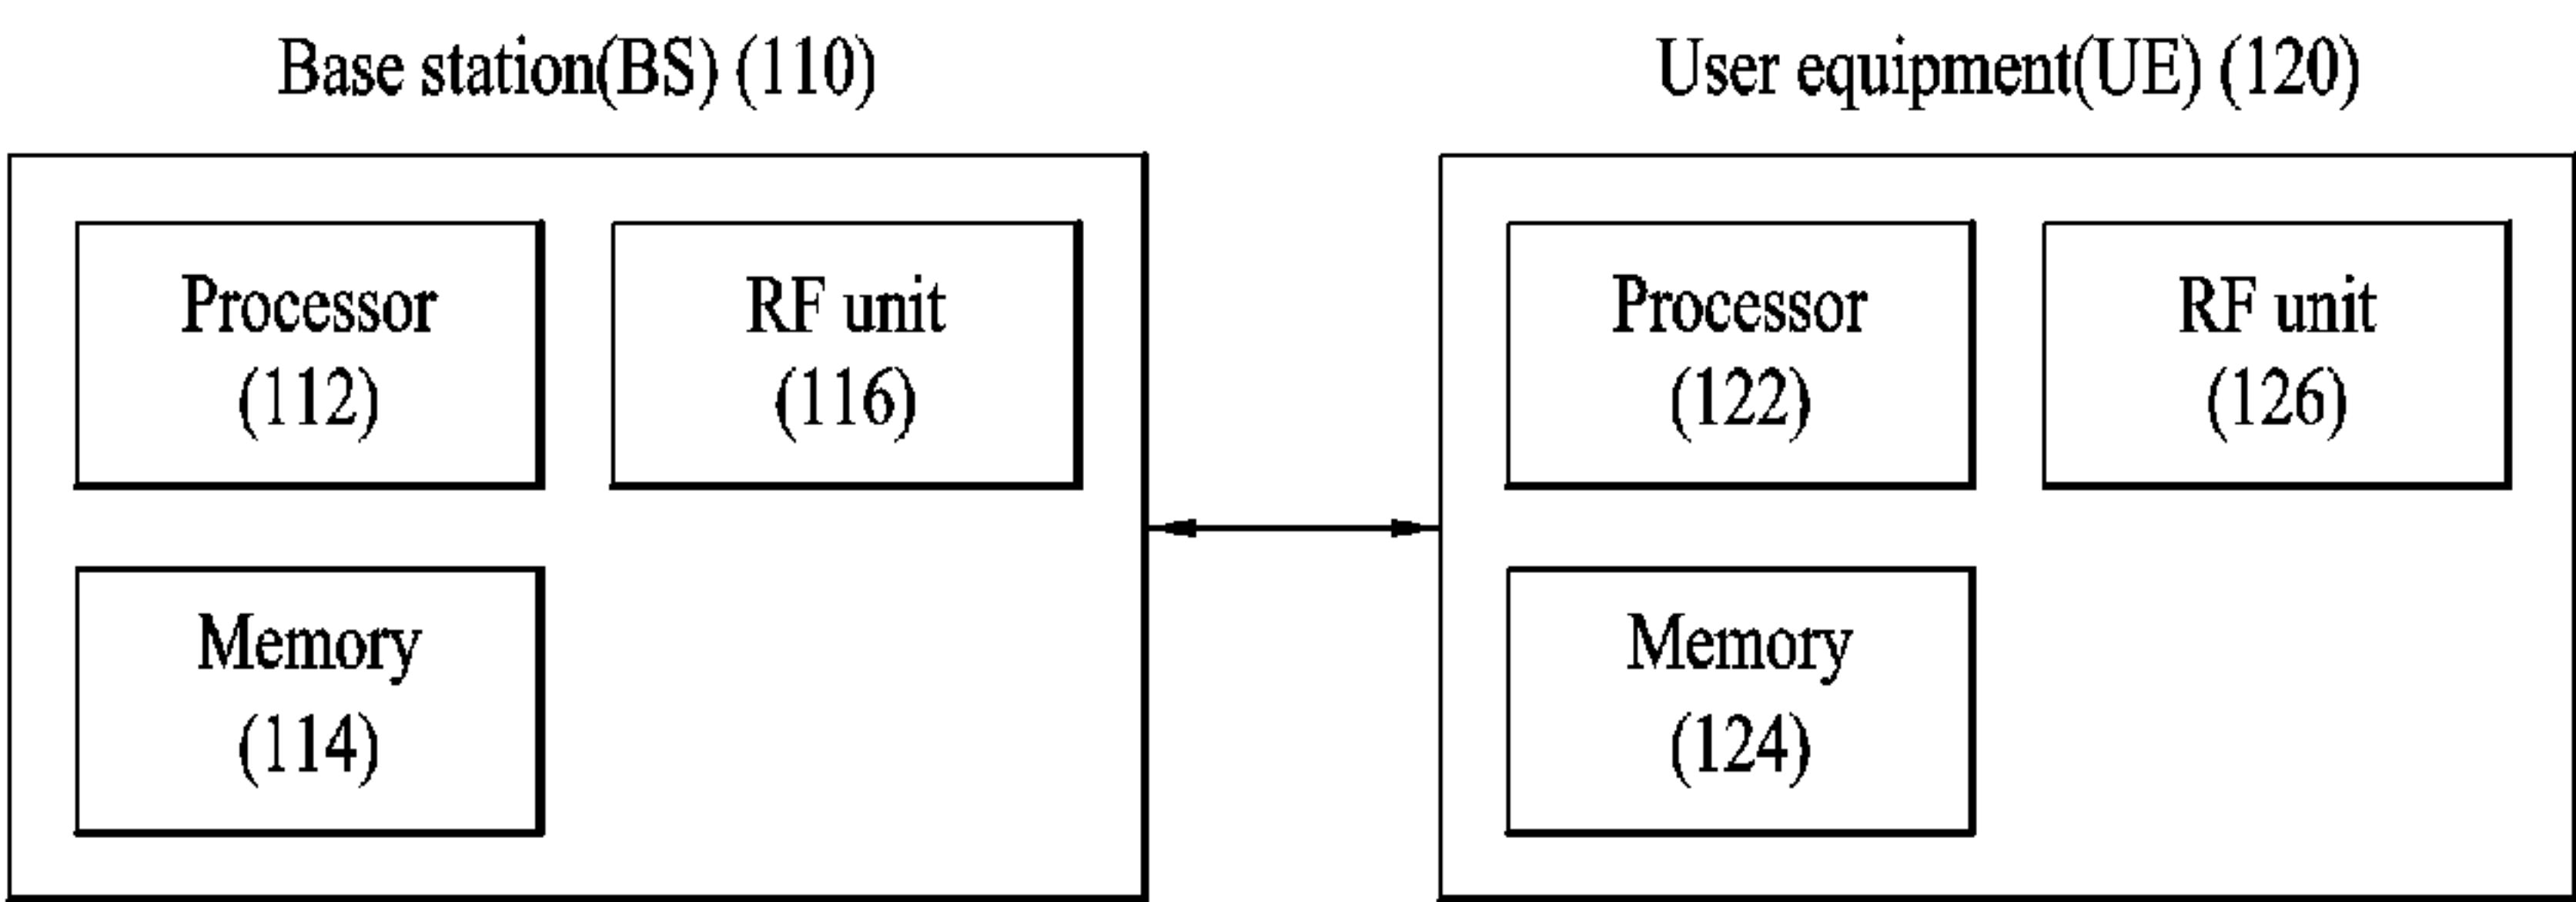 Base station(BS) (110)
Processor
(112)
RF unit
(116)
Memory
(114)
User equipment(UE) (120)
Processor
(122)
RF unit
(126)
Memory
(124)